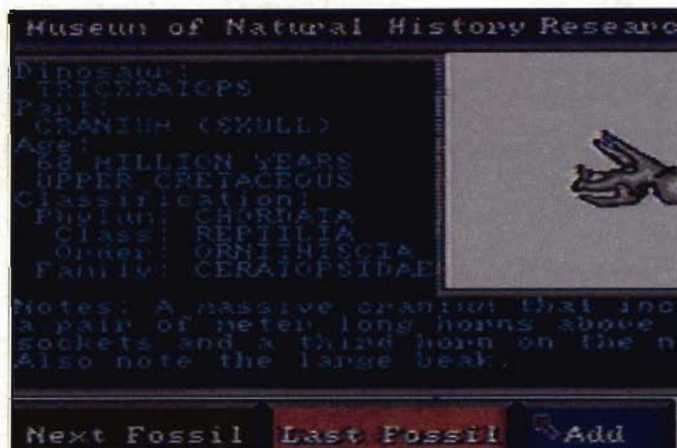 Museum of Natural History Researc
Dinosaur:
TRICERATOPS
Part:
CRANIUM (SKULL)
Age:
68 MILLION YEARS
UPPER CRETACEOUS
Classification:
Phylum: CHORDATA
Class: REPTILIA
Order: ORNITHISCIA
Family: CERATOPSIDAE
Notes: A massive cranium that inc
a pair of meter long horns above
sockets and a third horn on the n
Also note the large beak.
Next Fossil Last Fossil Add